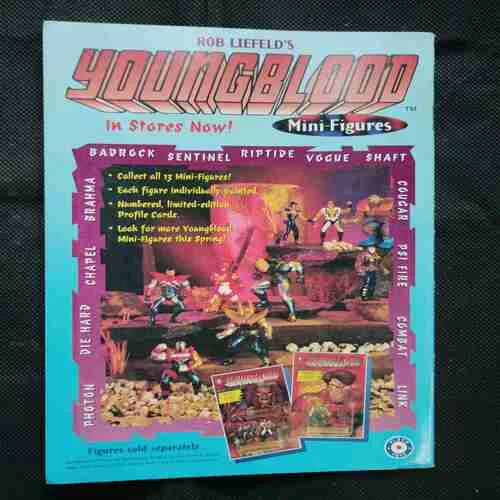 ROB LIEFELD'S
YOUNGBLOOD
TM
In Stores Now!
Mini-Figures
BADROCK SENTINEL RIPTIDE VOGUE SHAFT
• Collect all 13 Mini-Figures!
• Each figure individually painted.
• Numbered, limited-edition
Profile Cards.
• Look for more Youngblood
Mini-Figures this Spring!
BRAHMA
CHAPEL
DIE-HARD
PHOTON
COUGAR
PSI FIRE
COMBAT
LINK
YOUNGBLOOD
YOUNGBLOOD
Figures sold separately